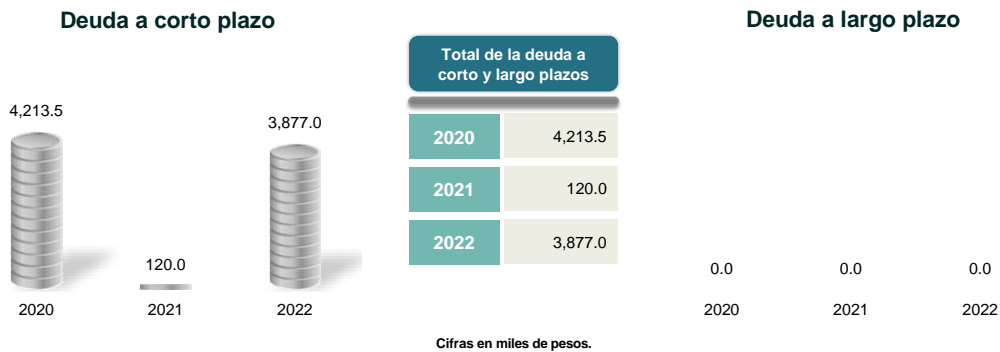 Deuda a corto plazo
4,213.5
120.0
3,877.0
2020
2021
2022
Total de la deuda a
corto y largo plazos
2020 4,213.5
2021 120.0
2022 3,877.0
Deuda a largo plazo
0.0 0.0 0.0
2020 2021 2022
Cifras en miles de pesos.